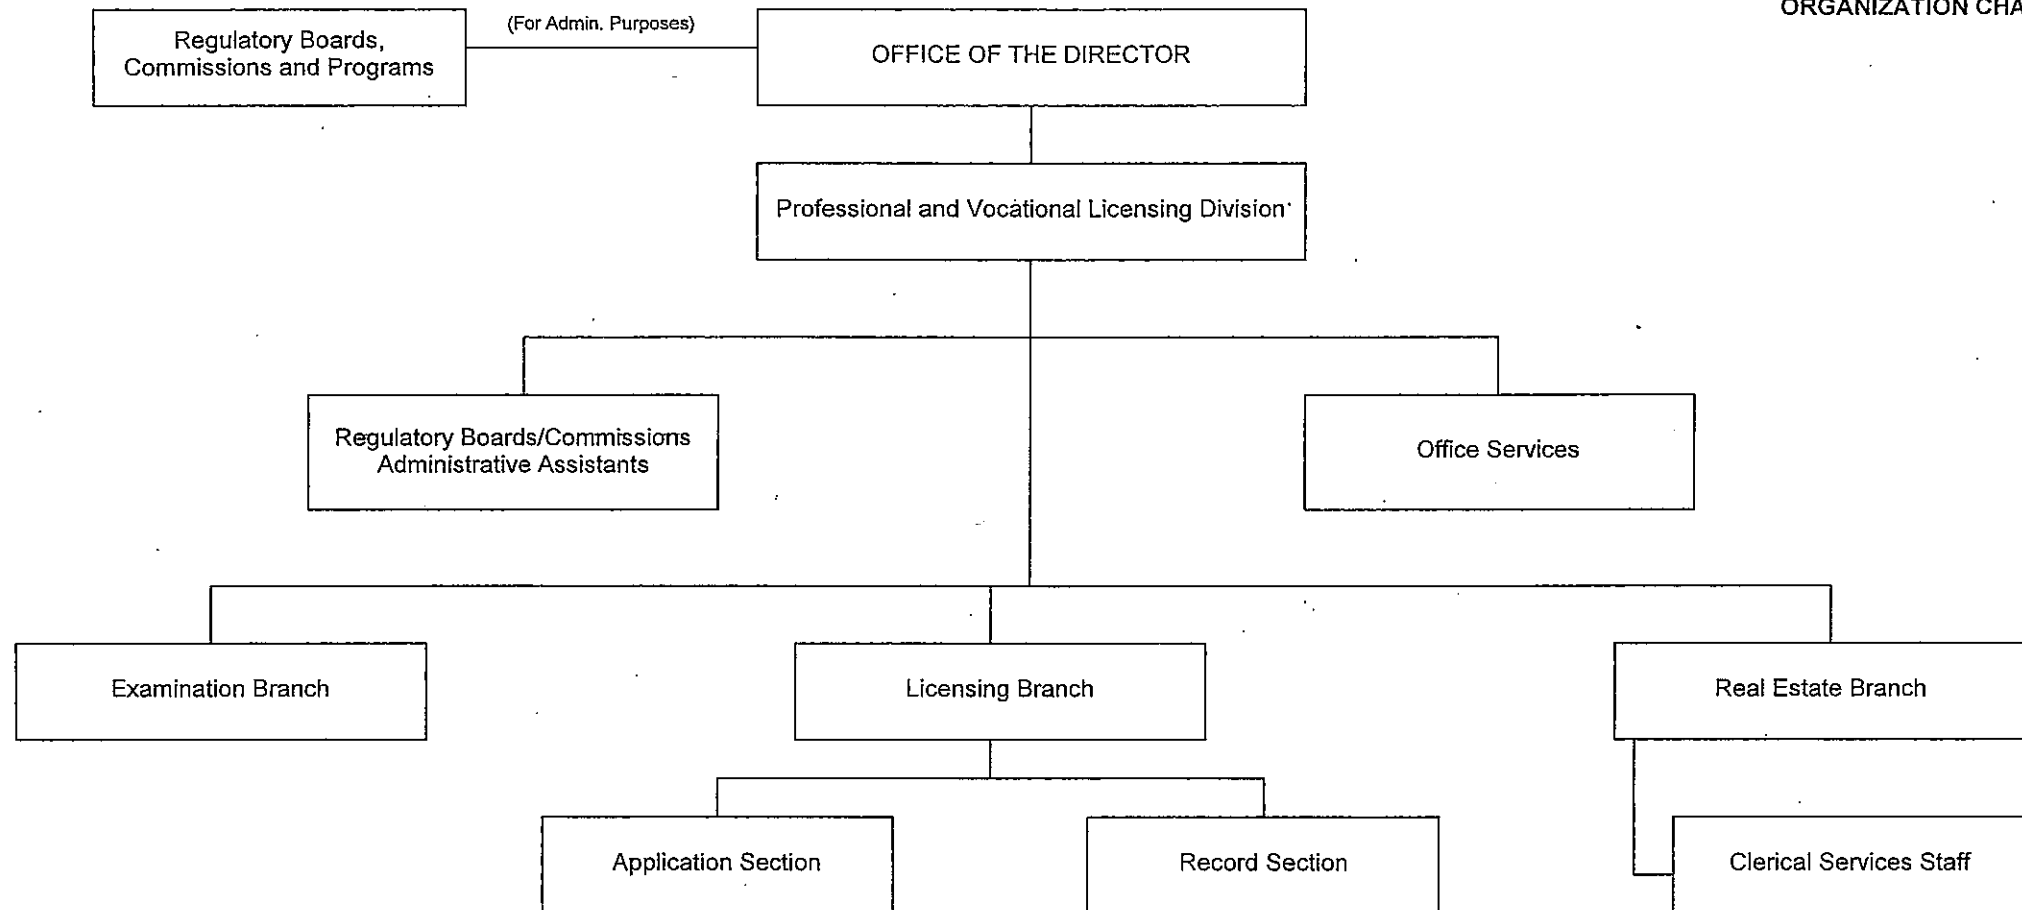 ORGANIZATION CHA
(For Admin. Purposes)
Regulatory Boards,
Commissions and Programs
OFFICE OF THE DIRECTOR
Professional and Vocational Licensing Division
Regulatory Boards/Commissions
Administrative Assistants
Office Services
Examination Branch
Licensing Branch
Real Estate Branch
Application Section
Record Section
Clerical Services Staff